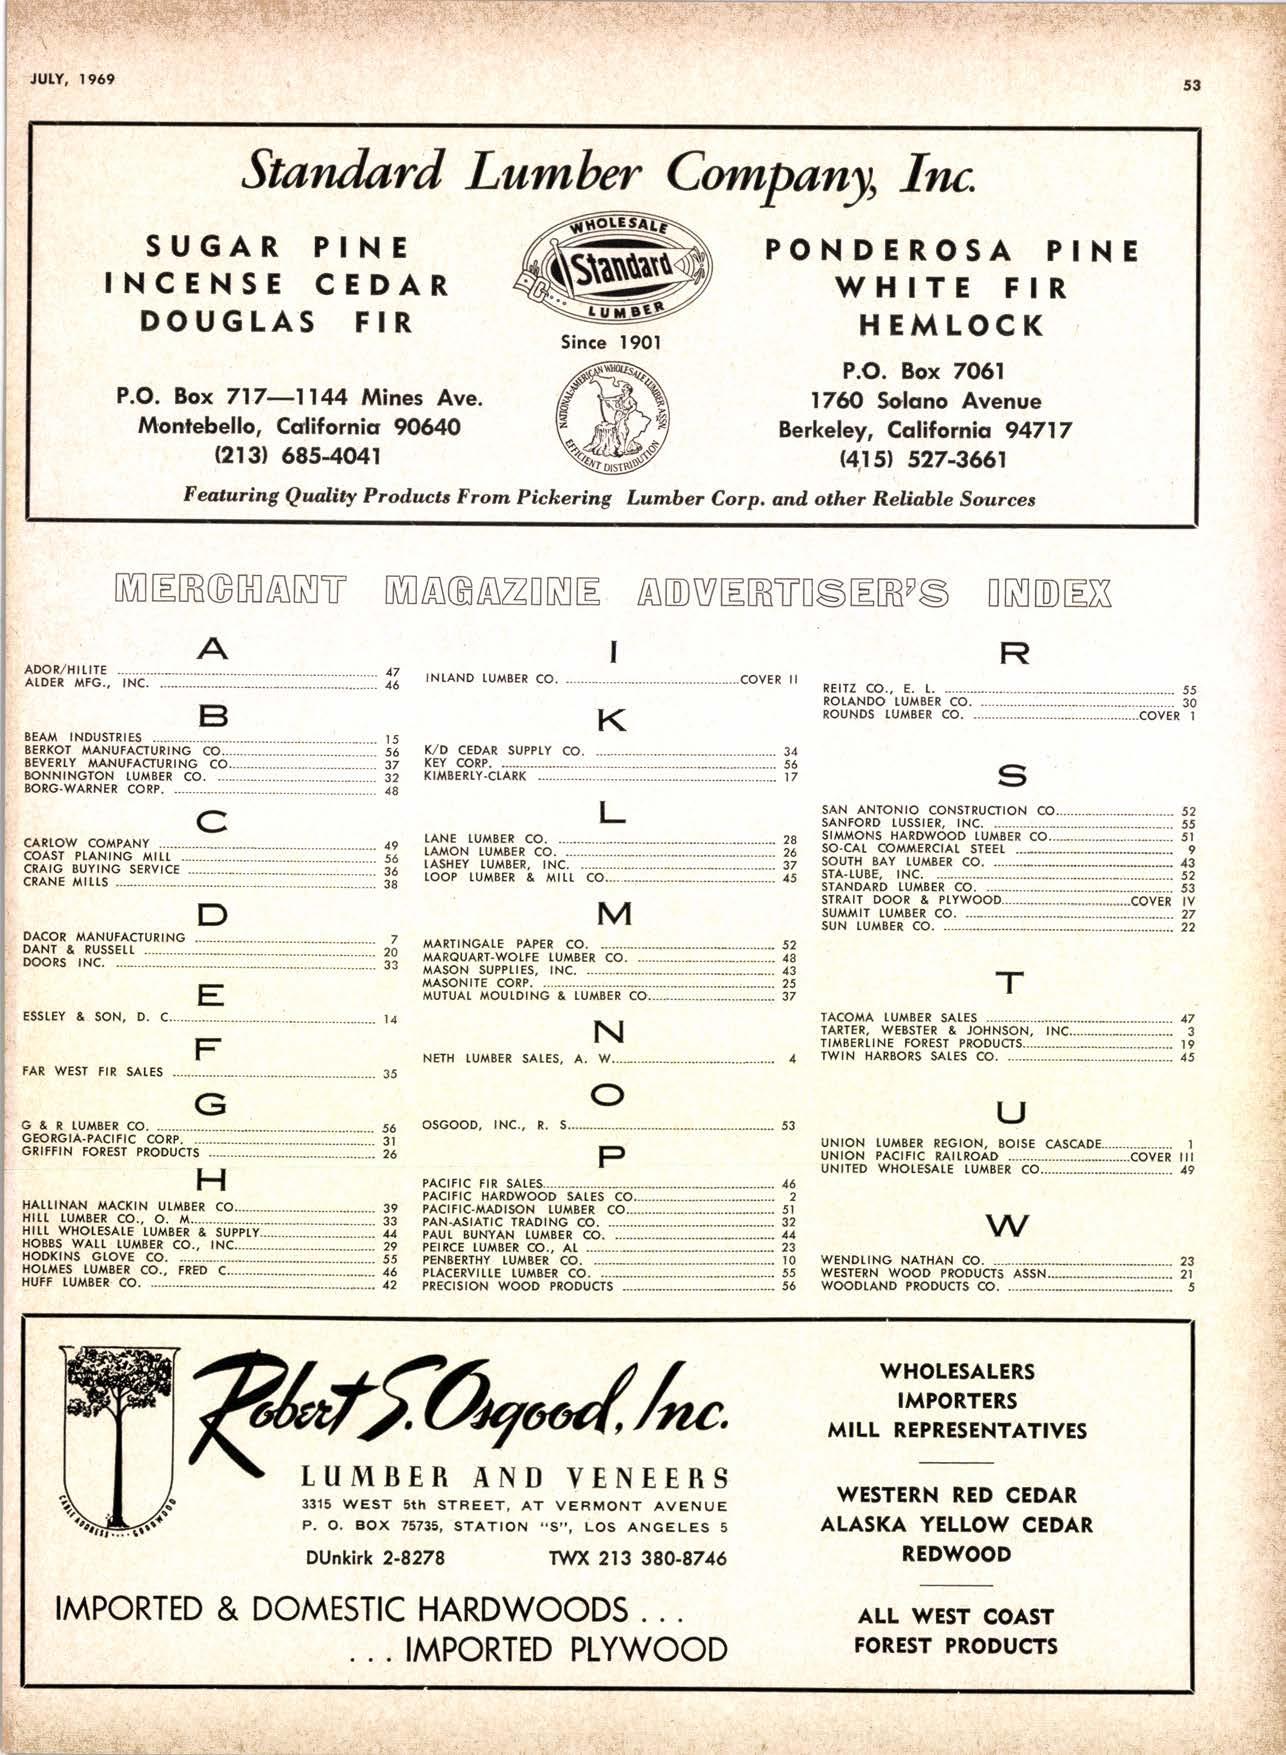 JULY, 1969
53
Standard Lumber Company, Inc.
SUGAR PINE
INCENSE CEDAR
DOUGLAS FIR
P.O. Box 717—1144 Mines Ave.
Montebello, California 90640
(213) 685-4041
WHOLESALE
Standard
LUMBER
Since 1901
NATIONAL-AMERICAN WHOLESALE LUMBER ASSN.
EFFICIENT DISTRIBUTION
PONDEROSA PINE
WHITE FIR
HEMLOCK
P.O. Box 7061
1760 Solano Avenue
Berkeley, California 94717
(415) 527-3661
Featuring Quality Products From Pickering Lumber Corp. and other Reliable Sources
MERCHANT MAGAZINE ADVERTISER'S INDEX
A
ADOR/HILITE 47
ALDER MFG., INC. 46
B
BEAM INDUSTRIES 15
BERKOT MANUFACTURING CO. 56
BEVERLY MANUFACTURING CO. 37
BONNINGTON LUMBER CO. 32
BORG-WARNER CORP. 48
C
CARLOW COMPANY 49
COAST PLANING MILL 56
CRAIG BUYING SERVICE 36
CRANE MILLS 38
D
DACOR MANUFACTURING 7
DANT & RUSSELL 20
DOORS INC. 33
E
ESSLEY & SON, D. C. 14
F
FAR WEST FIR SALES 35
G
G & R LUMBER CO. 56
GEORGIA-PACIFIC CORP. 31
GRIFFIN FOREST PRODUCTS 26
H
HALLINAN MACKIN ULMBER CO. 39
HILL LUMBER CO., O. M. 33
HILL WHOLESALE LUMBER & SUPPLY 44
HOBBS WALL LUMBER CO., INC. 29
HODKINS GLOVE CO. 55
HOLMES LUMBER CO., FRED C. 46
HUFF LUMBER CO. 42
I
INLAND LUMBER CO. COVER II
K
K/D CEDAR SUPPLY CO. 34
KEY CORP. 56
KIMBERLY-CLARK 17
L
LANE LUMBER CO. 28
LAMON LUMBER CO. 26
LASHEY LUMBER, INC. 37
LOOP LUMBER & MILL CO. 45
M
MARTINGALE PAPER CO. 52
MARQUART-WOLFE LUMBER CO. 48
MASON SUPPLIES, INC. 43
MASONITE CORP. 25
MUTUAL MOULDING & LUMBER CO. 37
N
NETH LUMBER SALES, A. W. 4
O
OSGOOD, INC., R. S. 53
P
PACIFIC FIR SALES 46
PACIFIC HARDWOOD SALES CO. 2
PACIFIC-MADISON LUMBER CO. 51
PAN-ASIATIC TRADING CO. 32
PAUL BUNYAN LUMBER CO. 44
PEIRCE LUMBER CO., AL 23
PENBERTHY LUMBER CO. 10
PLACERVILLE LUMBER CO. 55
PRECISION WOOD PRODUCTS 56
R
REITZ CO., E. L. 55
ROLANDO LUMBER CO. 30
ROUNDS LUMBER CO. COVER 1
S
SAN ANTONIO CONSTRUCTION CO. 52
SANFORD LUSSIER, INC. 55
SIMMONS HARDWOOD LUMBER CO. 51
SO-CAL COMMERCIAL STEEL 9
SOUTH BAY LUMBER CO. 43
STA-LUBE, INC. 52
STANDARD LUMBER CO. 53
STRAIT DOOR & PLYWOOD COVER IV
SUMMIT LUMBER CO. 27
SUN LUMBER CO. 22
T
TACOMA LUMBER SALES 47
TARTER, WEBSTER & JOHNSON, INC. 3
TIMBERLINE FOREST PRODUCTS 19
TWIN HARBORS SALES CO. 45
U
UNION LUMBER REGION, BOISE CASCADE 1
UNION PACIFIC RAILROAD COVER III
UNITED WHOLESALE LUMBER CO. 49
W
WENDLING NATHAN CO. 23
WESTERN WOOD PRODUCTS ASSN. 21
WOODLAND PRODUCTS CO. 5
CABLE ADDRESS .... GOODWOOD
Robert S. Osgood, Inc.
LUMBER AND VENEERS
3315 WEST 5th STREET, AT VERMONT AVENUE
P. O. BOX 75735, STATION "S", LOS ANGELES 5
DUnkirk 2-8278 TWX 213 380-8746
IMPORTED & DOMESTIC HARDWOODS . . .
. . . IMPORTED PLYWOOD
WHOLESALERS
IMPORTERS
MILL REPRESENTATIVES
WESTERN RED CEDAR
ALASKA YELLOW CEDAR
REDWOOD
ALL WEST COAST
FOREST PRODUCTS